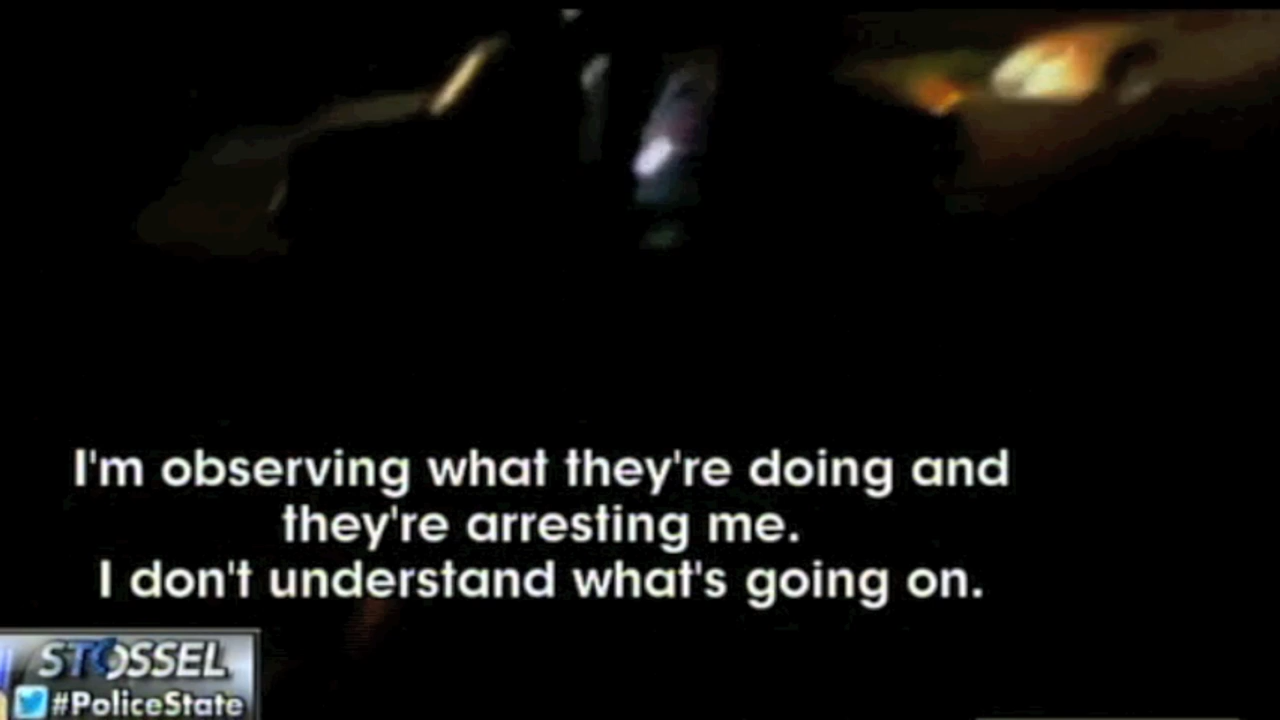 I'm observing what they're doing and
they're arresting me.
I don't understand what's going on.
STOSSEL
#PoliceState